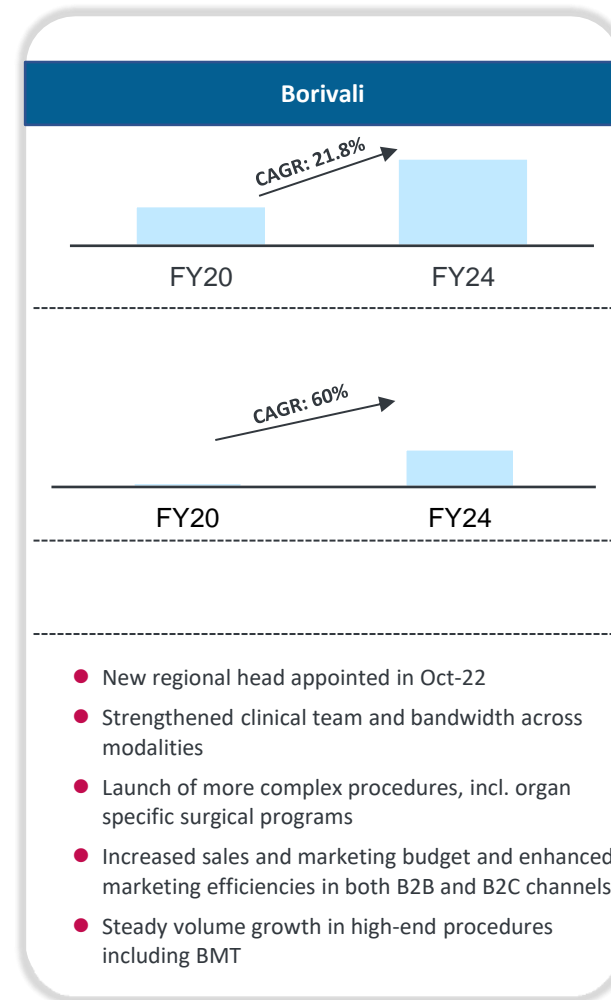 Borivali
CAGR: 21.8%
FY20
FY24
CAGR: 60%
FY20
FY24
New regional head appointed in Oct-22
Strengthened clinical team and bandwidth across
modalities
Launch of more complex procedures, incl. organ
specific surgical programs
Increased sales and marketing budget and enhanced
marketing efficiencies in both B2B and B2C channels
Steady volume growth in high-end procedures
including BMT